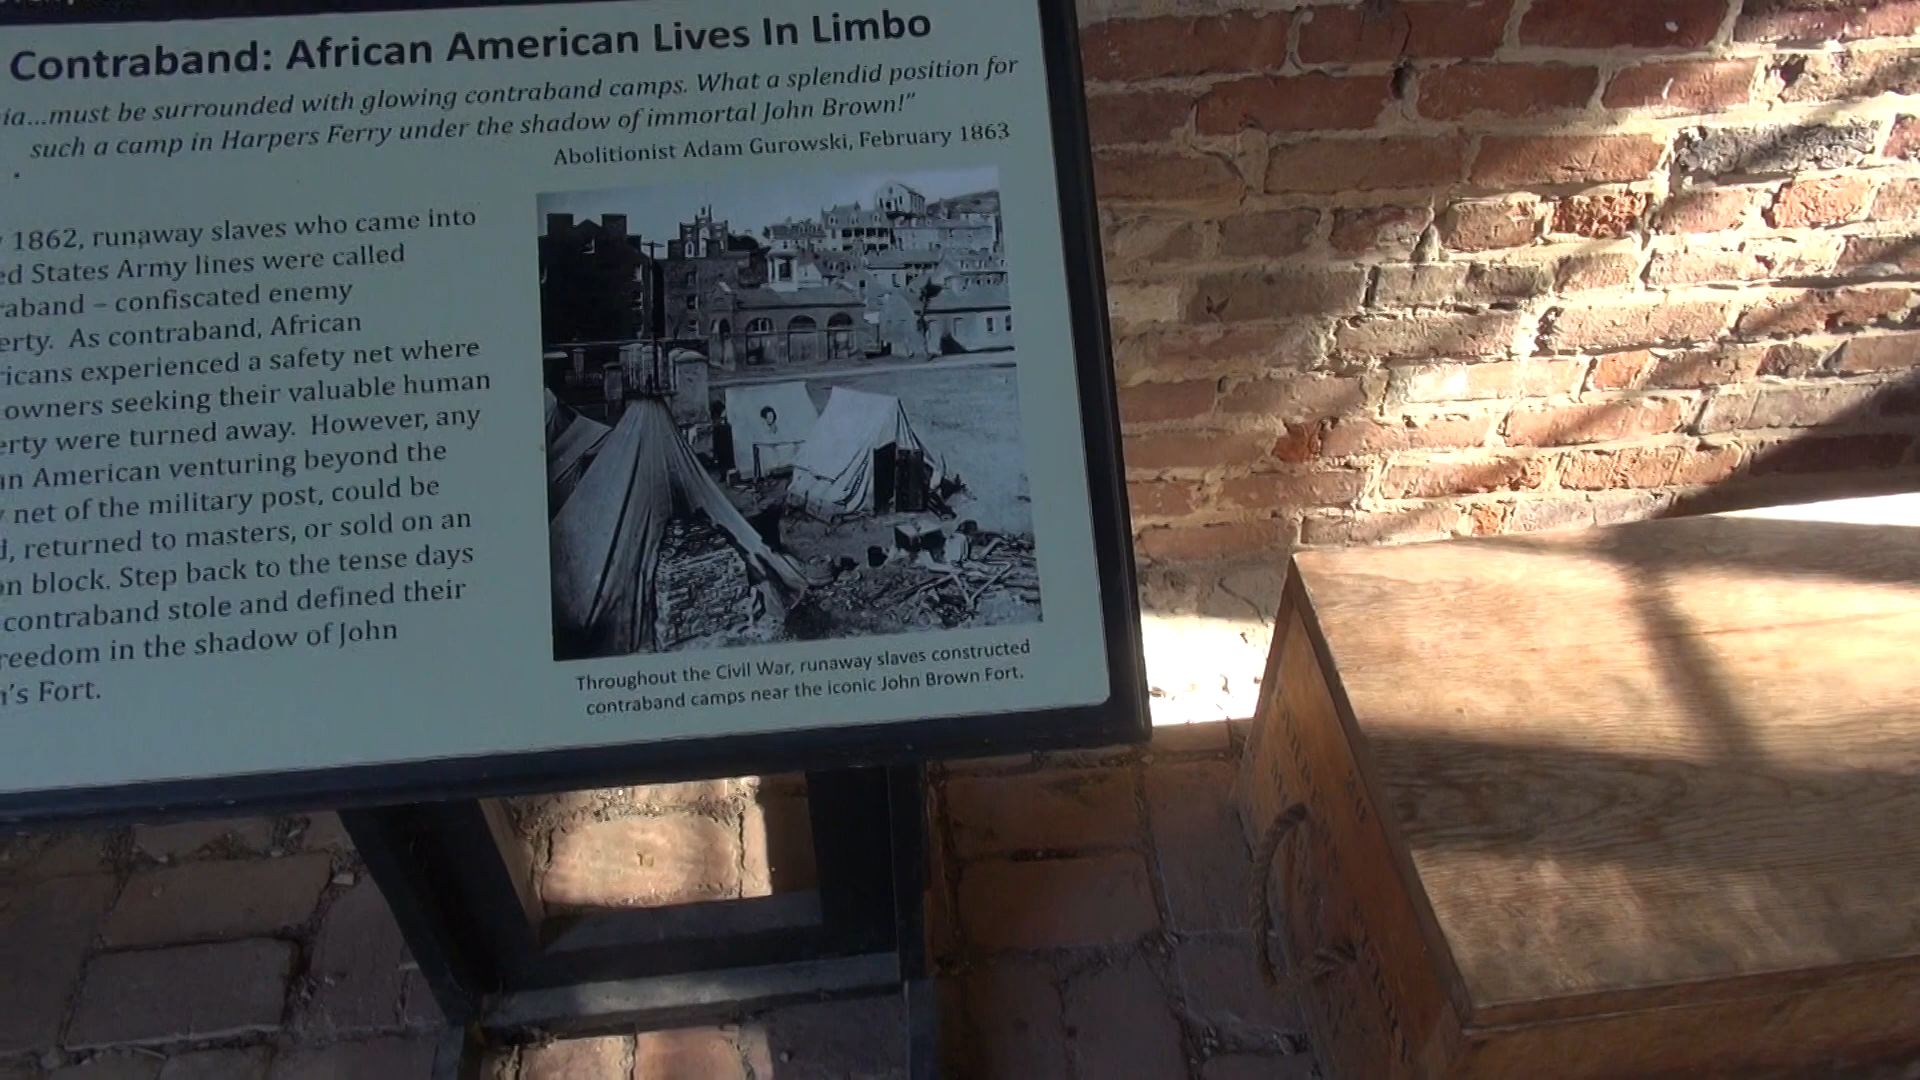 Contraband: African American Lives In Limbo
ia...must be surrounded with glowing contraband camps. What a splendid position for
such a camp in Harpers Ferry under the shadow of immortal John Brown!"
Abolitionist Adam Gurowski, February 1863
1862, runaway slaves who came into
ed States Army lines were called
raband – confiscated enemy
erty. As contraband, African
ricans experienced a safety net where
owners seeking their valuable human
erty were turned away. However, any
an American venturing beyond the
net of the military post, could be
d, returned to masters, or sold on an
on block. Step back to the tense days
contraband stole and defined their
reedom in the shadow of John
n's Fort.
Throughout the Civil War, runaway slaves constructed
contraband camps near the iconic John Brown Fort.